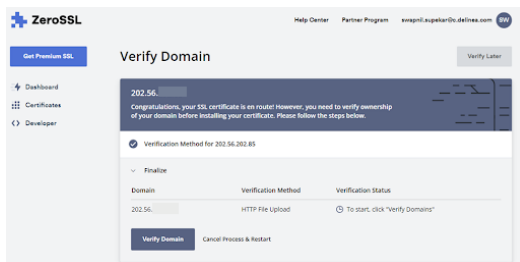 ZeroSSL
Help Center Partner Program swapnil.supekar@c.delinea.com BW
Get Premium SSL
Verify Domain
Verify Later
Dashboard
Certificates
Developer
202.56.
Congratulations, your SSL certificate is en route! However, you need to verify ownership
of your domain before installing your certificate. Please follow the steps below.
Verification Method for 202.56.202.85
Finalize
Domain Verification Method Verification Status
202.56. HTTP File Upload To start, click "Verify Domains"
Verify Domain Cancel Process & Restart